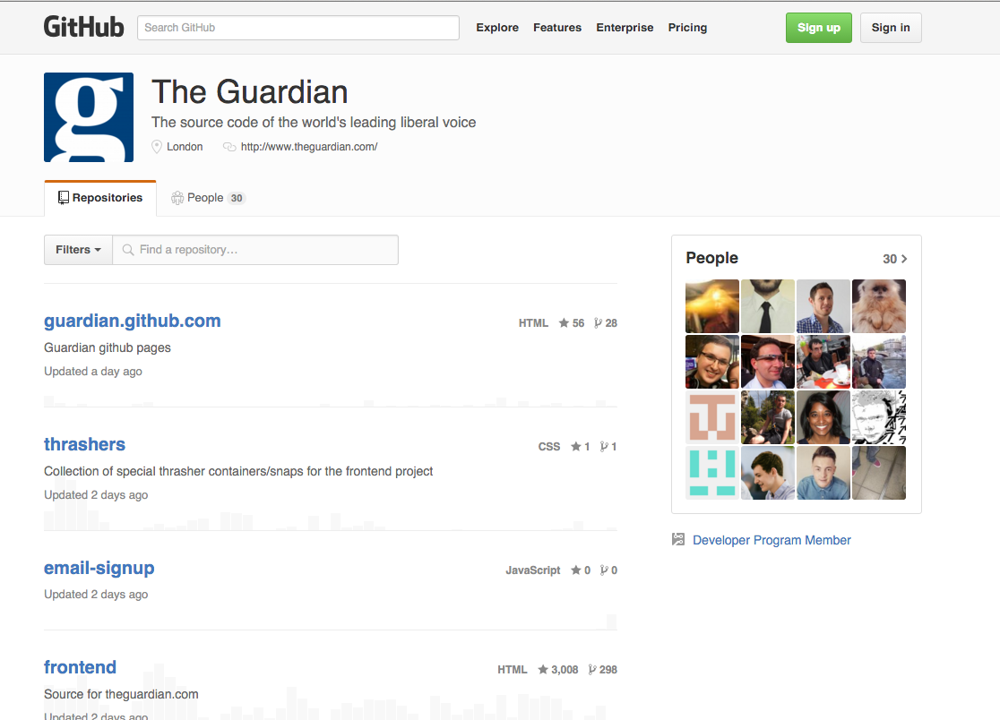 GitHub Search GitHub Explore Features Enterprise Pricing Sign up Sign in
g
The Guardian
The source code of the world's leading liberal voice
London http://www.theguardian.com/
Repositories People 30
Filters Find a repository…
People 30
guardian.github.com HTML 56 28
Guardian github pages
Updated a day ago
thrashers CSS 1 1
Collection of special thrasher containers/snaps for the frontend project
Updated 2 days ago
Developer Program Member
email-signup JavaScript 0 0
Updated 2 days ago
frontend HTML 3,008 298
Source for theguardian.com
Updated 2 days ago